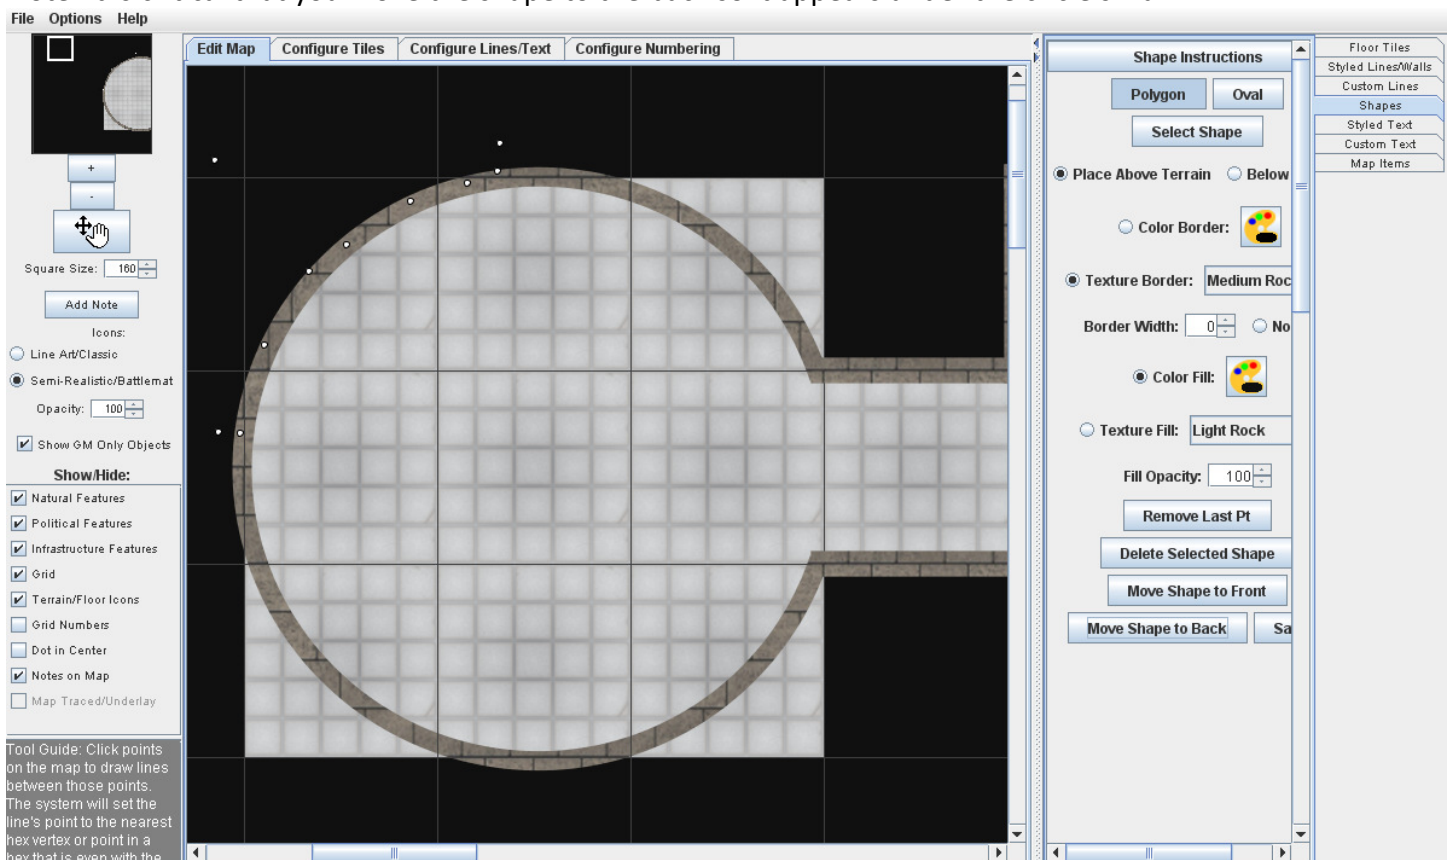 File Options Help
Edit Map Configure Tiles Configure Lines/Text Configure Numbering
+
-
Square Size: 160
Add Note
Icons:
Line Art/Classic
Semi-Realistic/Battlemat
Opacity: 100
Show GM Only Objects
Show/Hide:
Natural Features
Political Features
Infrastructure Features
Grid
Terrain/Floor Icons
Grid Numbers
Dot in Center
Notes on Map
Map Traced/Underlay
Tool Guide: Click points
on the map to draw lines
between those points.
The system will set the
line's point to the nearest
hex vertex or point in a
hex that is even with the
Shape Instructions
Polygon Oval
Select Shape
Place Above Terrain Below
Color Border:
Texture Border: Medium Roc
Border Width: 0 No
Color Fill:
Texture Fill: Light Rock
Fill Opacity: 100
Remove Last Pt
Delete Selected Shape
Move Shape to Front
Move Shape to Back Sa
Floor Tiles
Styled Lines/Walls
Custom Lines
Shapes
Styled Text
Custom Text
Map Items